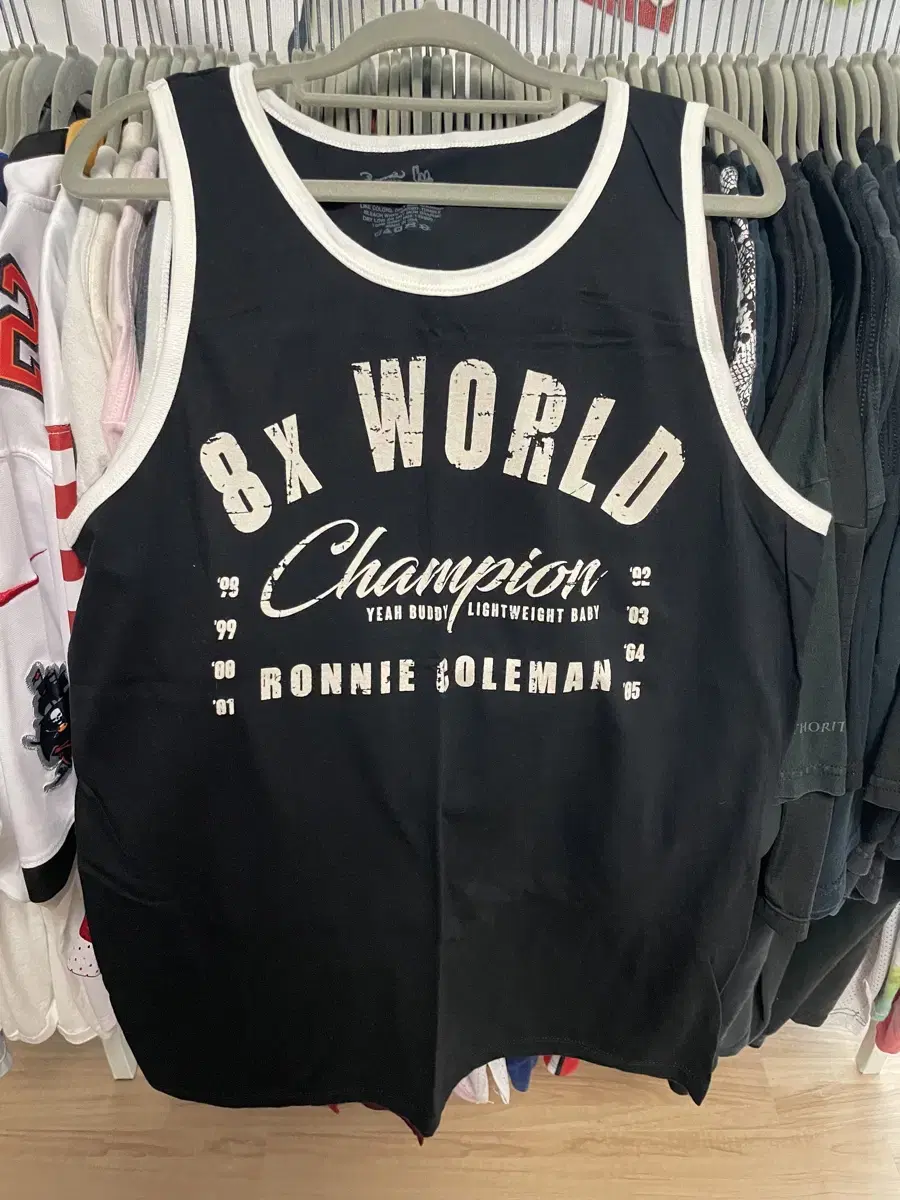 8x WORLD
Champion
YEAH BUDDY LIGHTWEIGHT BABY
RONNIE COLEMAN
'98
'99
'00
'01
'02
'03
'04
'05